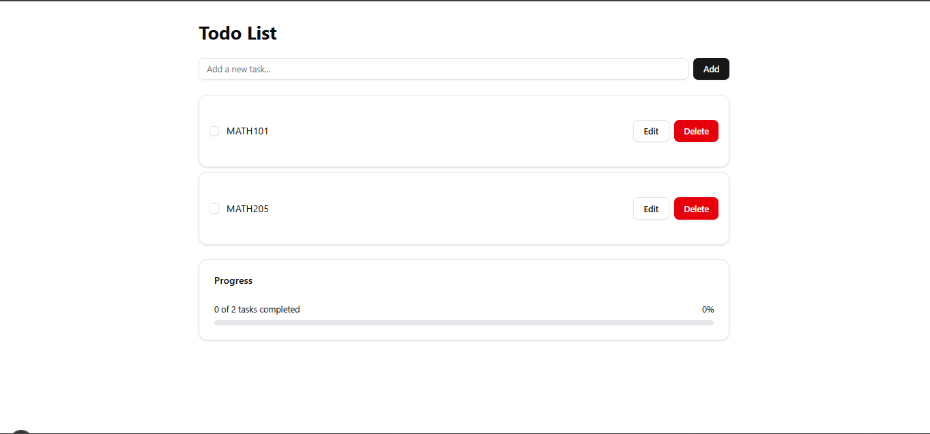 Todo List
Add a new task...
Add
MATH101
Edit
Delete
MATH205
Edit
Delete
Progress
0 of 2 tasks completed
0%